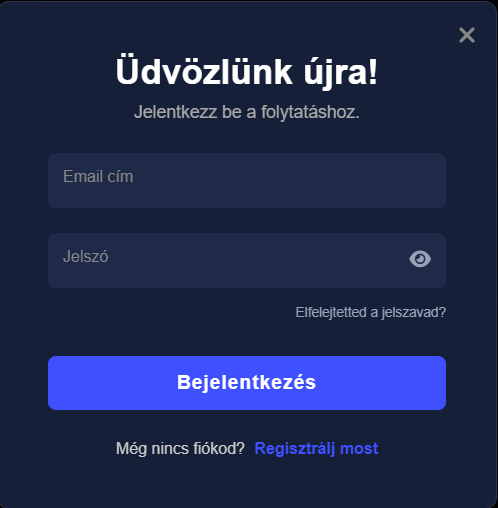 Üdvözlünk újra!
Jelentkezz be a folytatáshoz.
Email cím
Jelszó
Elfelejtetted a jelszavad?
Bejelentkezés
Még nincs fiókod? Regisztrálj most